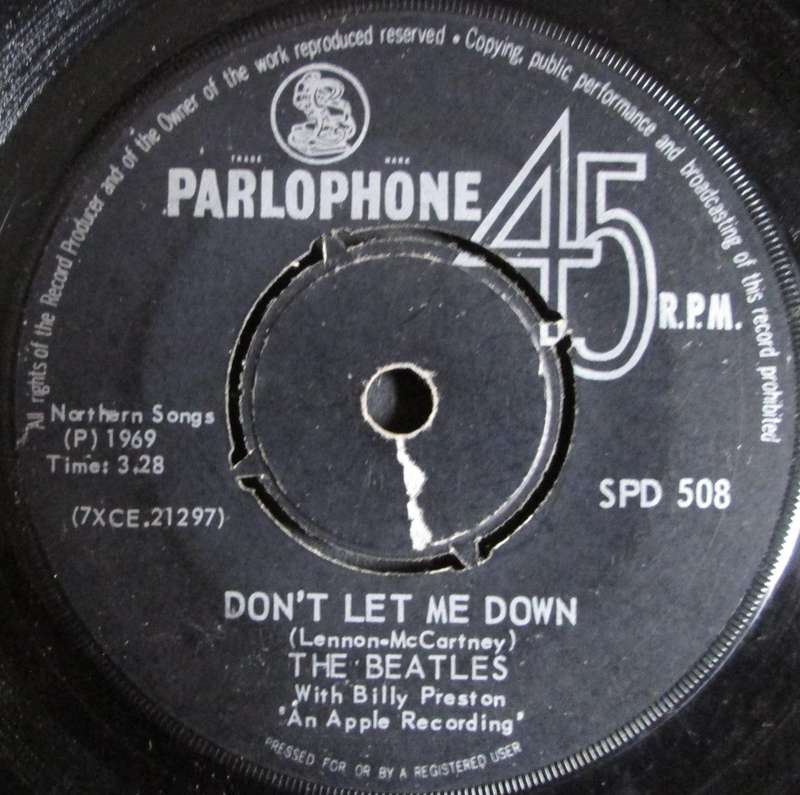 All rights of the Record Producer and of the Owner of the work reproduced reserved • Copying, public performance and broadcasting of this record prohibited
TRADE MARK
PARLOPHONE
45
R.P.M.
Northern Songs
(P) 1969
Time: 3.28
SPD 508
(7XCE.21297)
DON'T LET ME DOWN
(Lennon-McCartney)
THE BEATLES
With Billy Preston
"An Apple Recording"
PRESSED FOR OR BY A REGISTERED USER